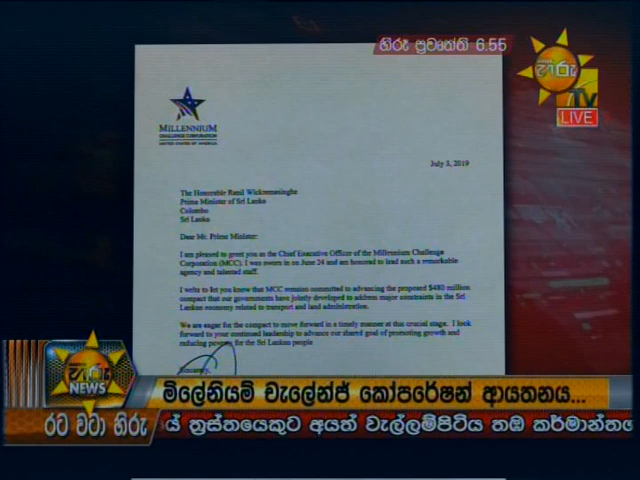 හිරු ප්‍රවෘත්ති 6.55
හිරු
Tv
LIVE
MILLENNIUM
CHALLENGE CORPORATION
UNITED STATES OF AMERICA
July 3, 2019
The Honorable Ranil Wickremesinghe
Prime Minister of Sri Lanka
Colombo
Sri Lanka
Dear Mr. Prime Minister:
I am pleased to greet you as the Chief Executive Officer of the Millennium Challenge
Corporation (MCC). I was sworn in on June 24 and am honored to lead such a remarkable
agency and talented staff.
I write to let you know that MCC remains committed to advancing the proposed $480 million
compact that our governments have jointly developed to address major constraints in the Sri
Lankan economy related to transport and land administration.
We are eager for the compact to move forward in a timely manner at this crucial stage. I look
forward to your continued leadership to advance our shared goal of promoting growth and
reducing poverty for the Sri Lankan people
Sincerely,
හිරු
NEWS
මිලේනියම් චැලේන්ජ් කෝපරේෂන් ආයතනය...
රට වටා හිරු
ත්‍රස්තයෙකුට අයත් වැල්ලම්පිටිය තඹ කර්මාන්තශ